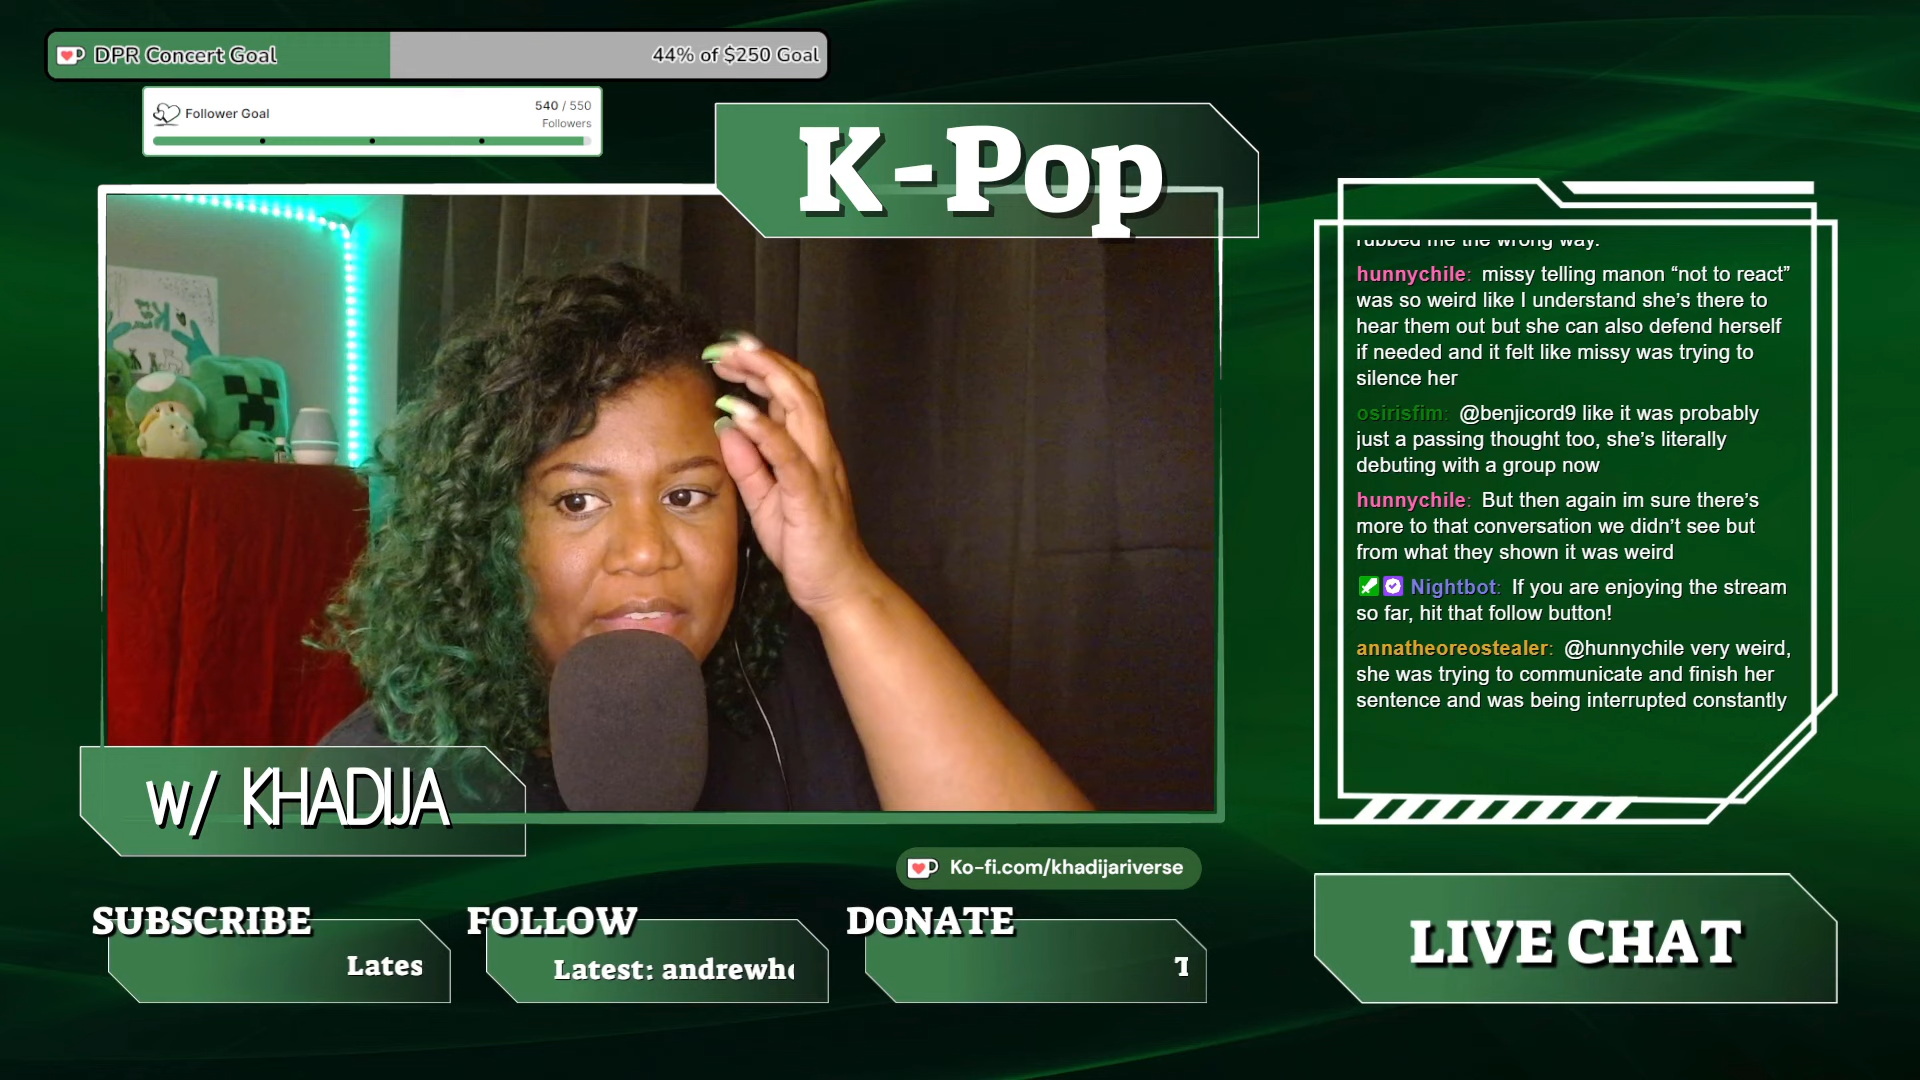 DPR Concert Goal
44% of $250 Goal
Follower Goal
540 / 550
Followers
K-Pop
rubbed me the wrong way.
hunnychile: missy telling manon “not to react”
was so weird like I understand she’s there to
hear them out but she can also defend herself
if needed and it felt like missy was trying to
silence her
osirisfim: @benjicord9 like it was probably
just a passing thought too, she’s literally
debuting with a group now
hunnychile: But then again im sure there’s
more to that conversation we didn’t see but
from what they shown it was weird
Nightbot: If you are enjoying the stream
so far, hit that follow button!
annatheoreostealer: @hunnychile very weird,
she was trying to communicate and finish her
sentence and was being interrupted constantly
w/ KHADIJA
Ko-fi.com/khadijariverse
SUBSCRIBE
Lates
FOLLOW
Latest: andrewh
DONATE
LIVE CHAT